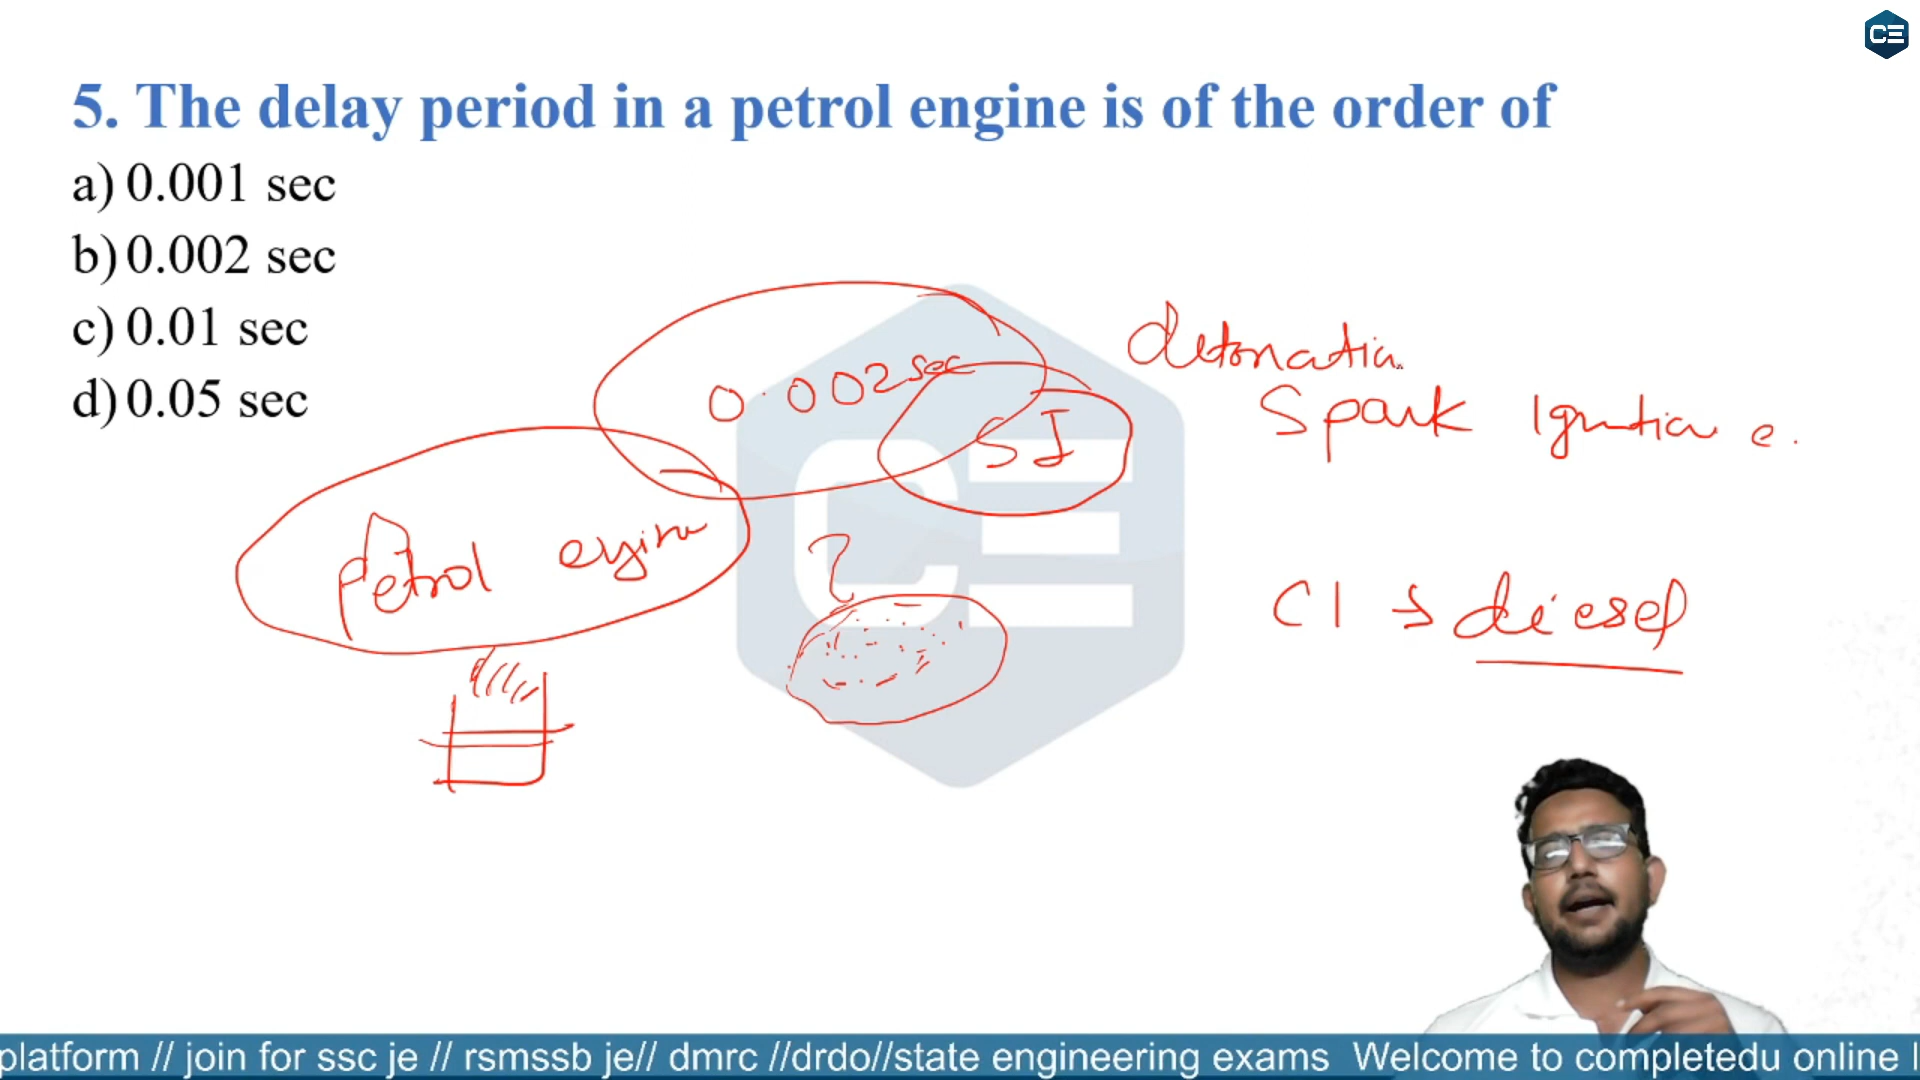 CE
5. The delay period in a petrol engine is of the order of
a) 0.001 sec
b) 0.002 sec
c) 0.01 sec
d) 0.05 sec
0.002 sec
detonation
Spark Ignition e.
SI
Petrol engine
CI → diesel
CE
platform // join for ssc je // rsmssb je// dmrc //drdo//state engineering exams Welcome to completedu online l